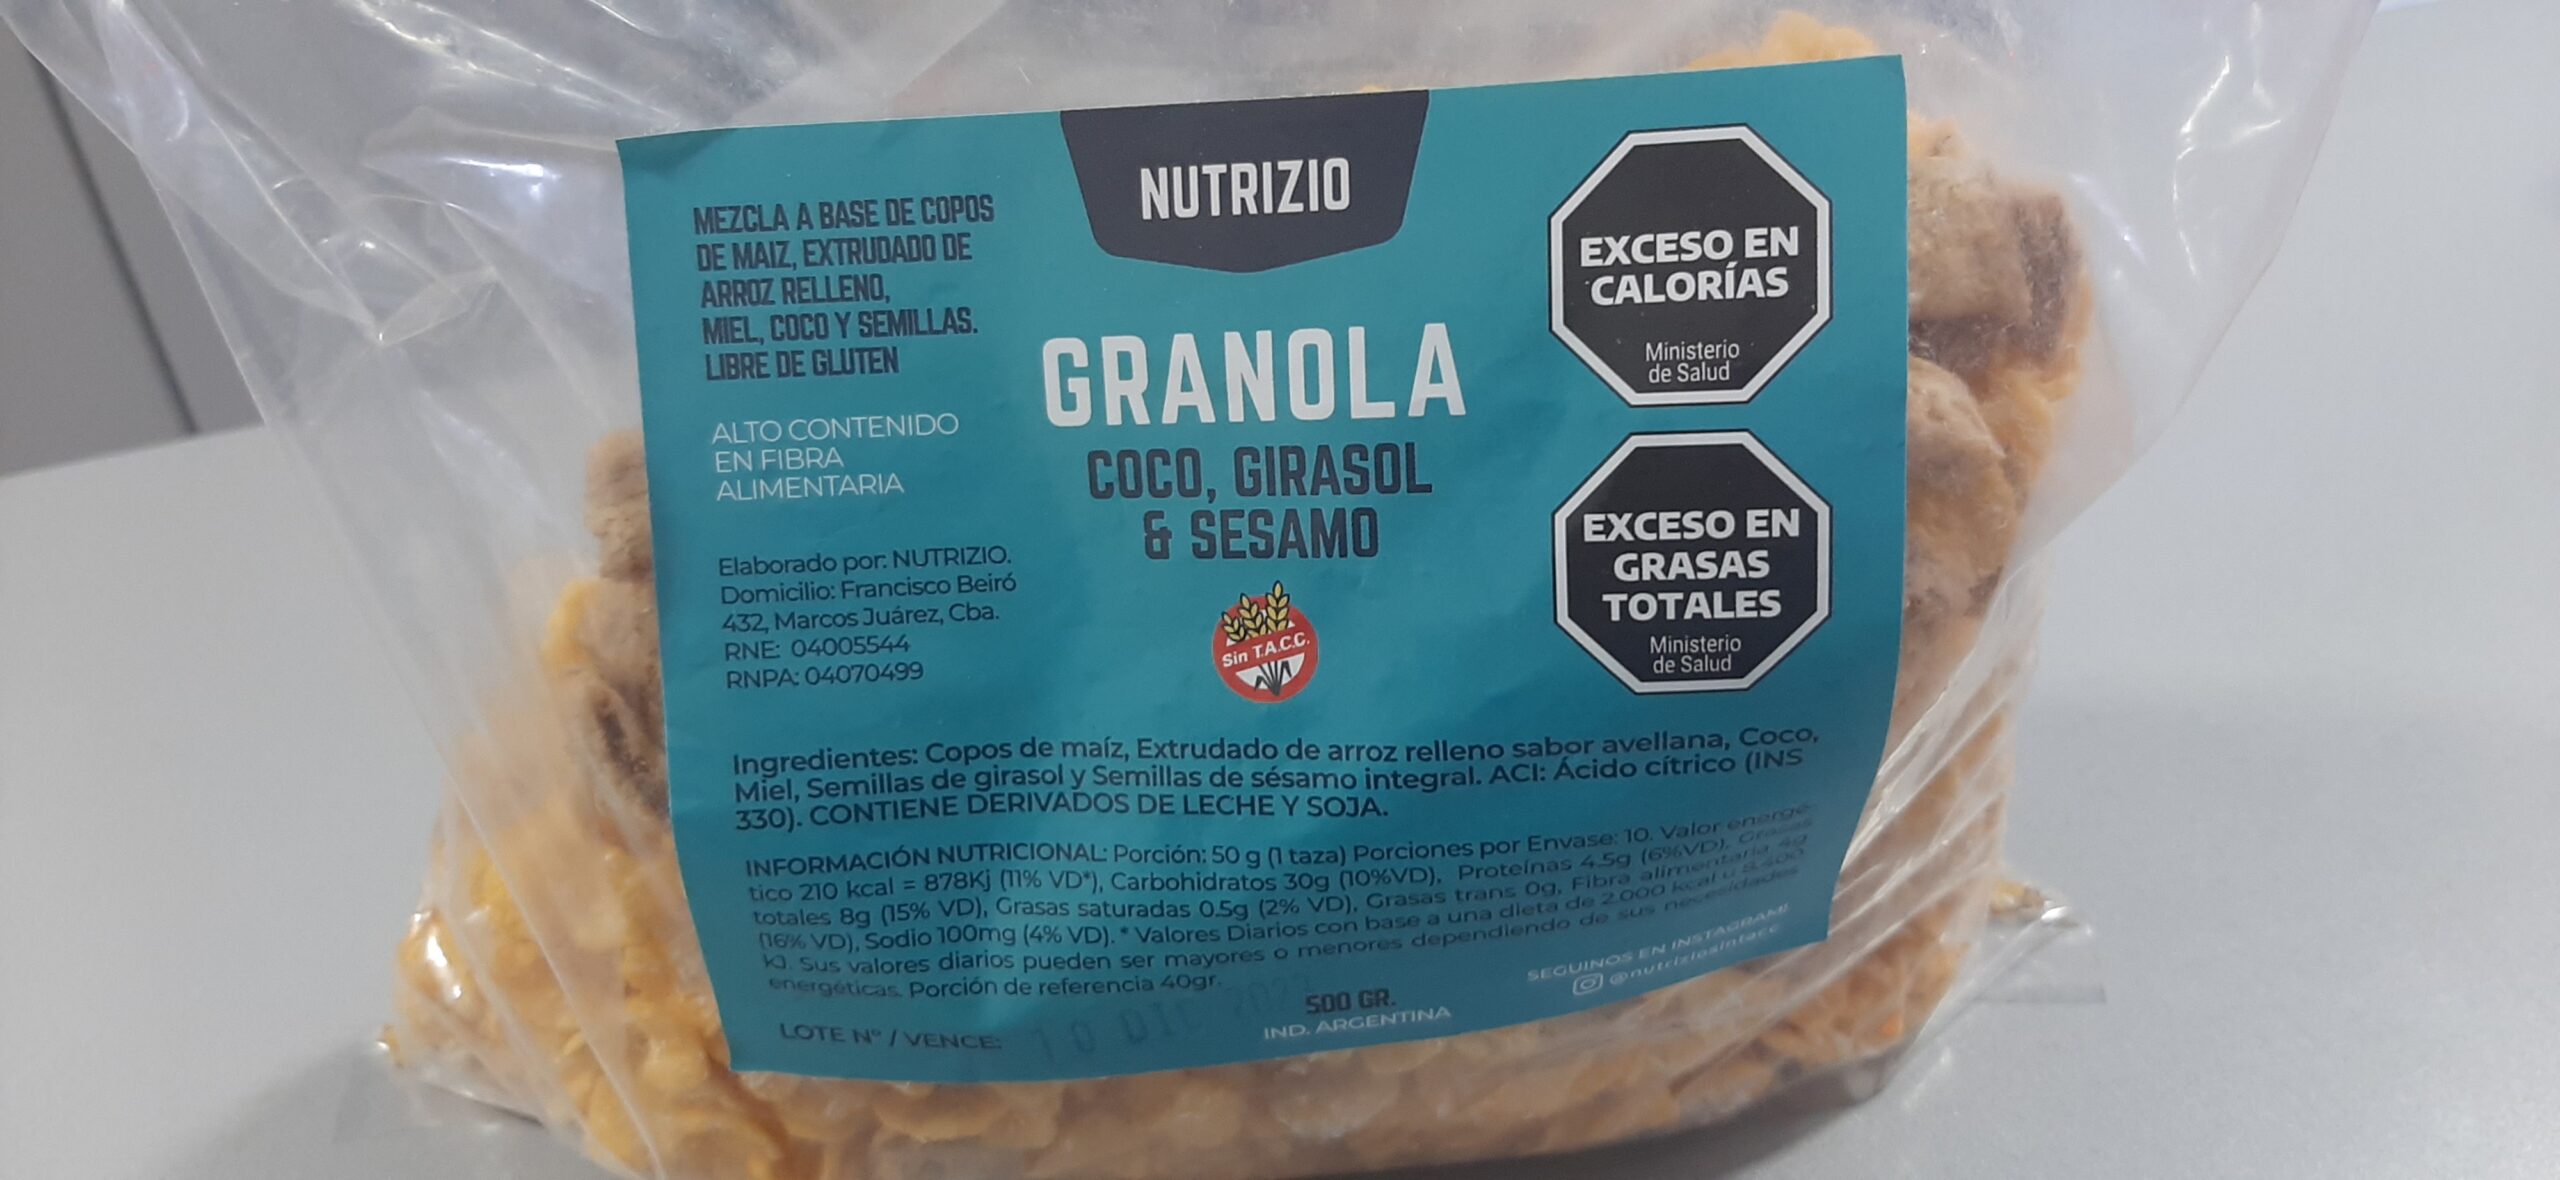 NUTRIZIO
MEZCLA A BASE DE COPOS
DE MAIZ, EXTRUDADO DE
ARROZ RELLENO,
MIEL, COCO Y SEMILLAS.
LIBRE DE GLUTEN
ALTO CONTENIDO
EN FIBRA
ALIMENTARIA
Elaborado por: NUTRIZIO.
Domicilio: Francisco Beiró
432, Marcos Juárez, Cba.
RNE: 04005544
RNPA: 04070499
GRANOLA
COCO, GIRASOL
& SESAMO
Sin T.A.C.C.
EXCESO EN
CALORÍAS
Ministerio
de Salud
EXCESO EN
GRASAS
TOTALES
Ministerio
de Salud
Ingredientes: Copos de maíz, Extrudado de arroz relleno sabor avellana, Coco,
Miel, Semillas de girasol y Semillas de sésamo integral. ACI: Ácido cítrico (INS
330). CONTIENE DERIVADOS DE LECHE Y SOJA.
INFORMACIÓN NUTRICIONAL: Porción: 50 g (1 taza) Porciones por Envase: 10. Valor energé-
tico 210 kcal = 878Kj (11% VD*), Carbohidratos 30g (10%VD), Proteínas 4.5g (6%VD), Grasas
totales 8g (15% VD), Grasas saturadas 0.5g (2% VD), Grasas trans 0g, Fibra alimentaria 4g
(16% VD), Sodio 100mg (4% VD). * Valores Diarios con base a una dieta de 2.000 kcal u 8.400
kJ. Sus valores diarios pueden ser mayores o menores dependiendo de sus necesidades
energéticas. Porción de referencia 40gr.
LOTE Nº / VENCE: 10 DIC
500 GR.
IND. ARGENTINA
SEGUINOS EN INSTAGRAM!
@nutriziosintacc